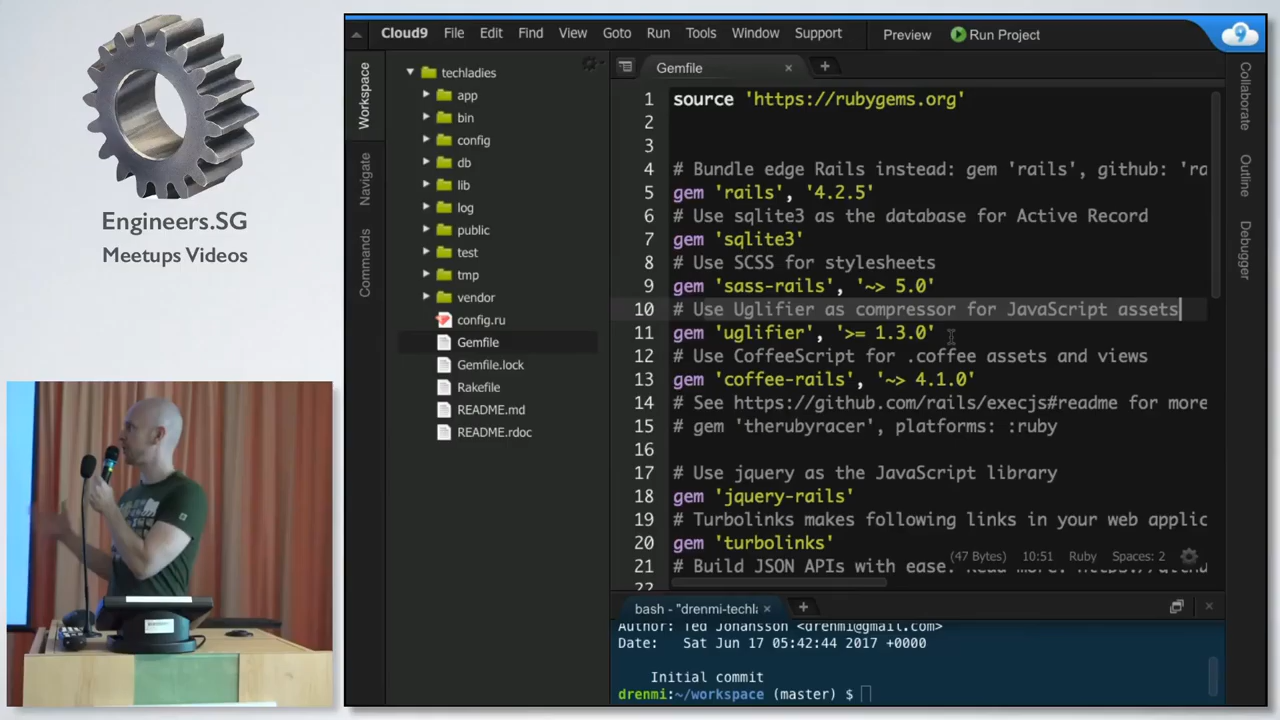 Engineers.SG
Meetups Videos
Cloud9 File Edit Find View Goto Run Tools Window Support Preview Run Project
9
Workspace
Navigate
Commands
techladies
app
bin
config
db
lib
log
public
test
tmp
vendor
config.ru
Gemfile
Gemfile.lock
Rakefile
README.md
README.rdoc
Gemfile
1 source 'https://rubygems.org'
2
3
4 # Bundle edge Rails instead: gem 'rails', github: 'ra
5 gem 'rails', '4.2.5'
6 # Use sqlite3 as the database for Active Record
7 gem 'sqlite3'
8 # Use SCSS for stylesheets
9 gem 'sass-rails', '~> 5.0'
10 # Use Uglifier as compressor for JavaScript assets
11 gem 'uglifier', '>= 1.3.0'
12 # Use CoffeeScript for .coffee assets and views
13 gem 'coffee-rails', '~> 4.1.0'
14 # See https://github.com/rails/execjs#readme for more
15 # gem 'therubyracer', platforms: :ruby
16
17 # Use jquery as the JavaScript library
18 gem 'jquery-rails'
19 # Turbolinks makes following links in your web applic
20 gem 'turbolinks'
21 # Build JSON APIs with ease. Read more:
22
(47 Bytes) 10:51 Ruby Spaces: 2
Collaborate
Outline
Debugger
bash - "drenmi-techla
Author: Ted Johansson <drenmi@gmail.com>
Date: Sat Jun 17 05:42:44 2017 +0000
Initial commit
drenmi:~/workspace (master) $